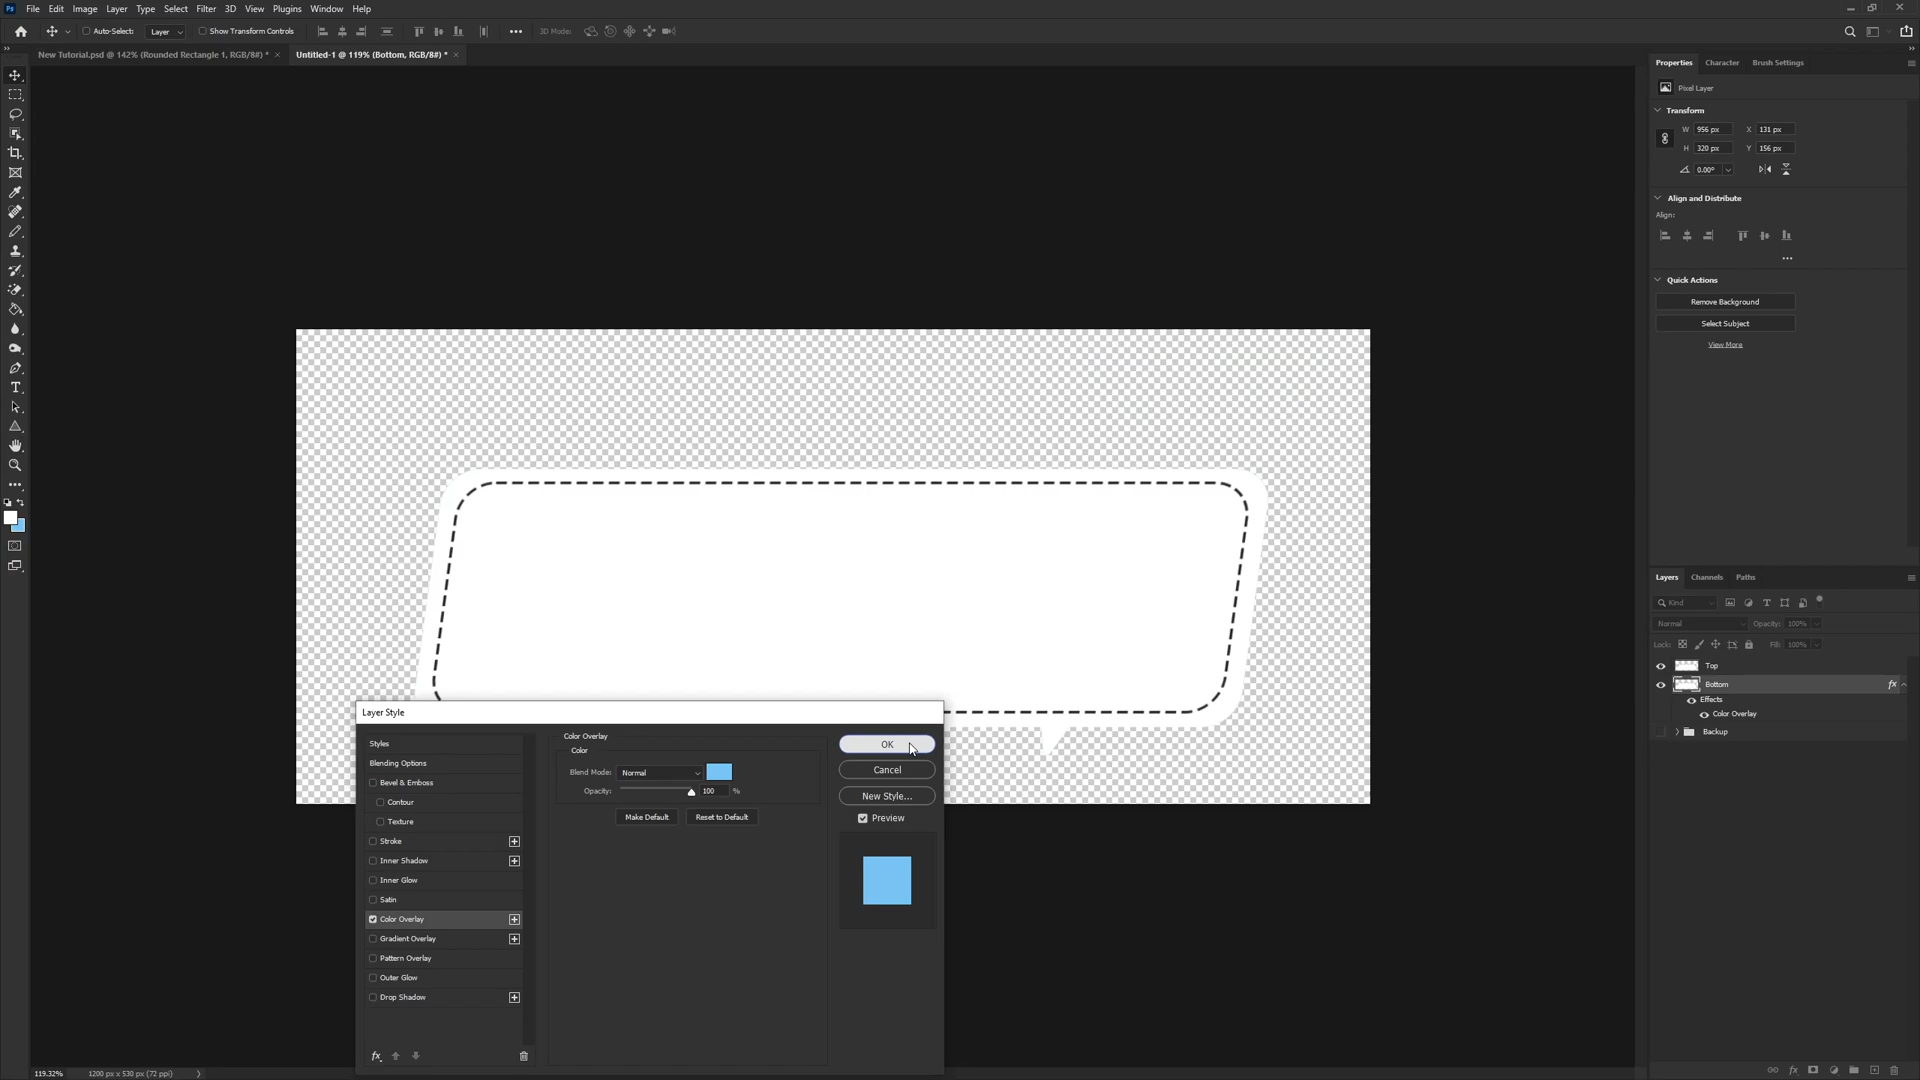 Ps File Edit Image Layer Type Select Filter 3D View Plugins Window Help
Auto-Select: Layer Show Transform Controls 3D Mode:
New Tutorial.psd @ 142% (Rounded Rectangle 1, RGB/8#) * × Untitled-1 @ 119% (Bottom, RGB/8#) * ×
Properties Character Brush Settings
Pixel Layer
Transform
W 956 px X 131 px
H 320 px Y 156 px
0.00°
Align and Distribute
Align:
Quick Actions
Remove Background
Select Subject
View More
Layers Channels Paths
Kind
Normal Opacity: 100%
Lock: Fill: 100%
Top
Bottom fx
Effects
Color Overlay
Backup
Layer Style
Styles
Blending Options
Bevel & Emboss
Contour
Texture
Stroke
Inner Shadow
Inner Glow
Satin
Color Overlay
Gradient Overlay
Pattern Overlay
Outer Glow
Drop Shadow
fx
Color Overlay
Color
Blend Mode: Normal
Opacity: 100 %
Make Default Reset to Default
OK
Cancel
New Style...
Preview
119.32% 1200 px x 530 px (72 ppi)